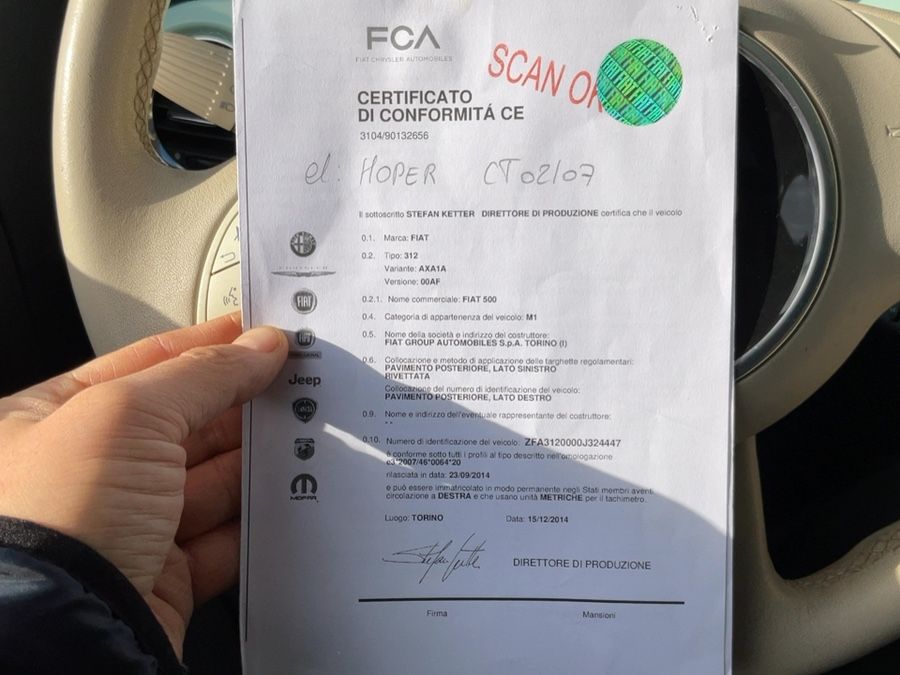 FCA
FIAT CHRYSLER AUTOMOBILES
SCAN OK
CERTIFICATO
DI CONFORMITÁ CE
3104/90132656
el: HOPER CT02/07
Il sottoscritto STEFAN KETTER DIRETTORE DI PRODUZIONE certifica che il veicolo
0.1. Marca: FIAT
0.2. Tipo: 312
Variante: AXA1A
Versione: 00AF
0.2.1. Nome commerciale: FIAT 500
0.4. Categoria di appartenenza del veicolo: M1
0.5. Nome della società e indirizzo del costruttore:
FIAT GROUP AUTOMOBILES S.p.A. TORINO (I)
0.6. Collocazione e metodo di applicazione delle targhette regolamentari:
PAVIMENTO POSTERIORE, LATO SINISTRO
RIVETTATA
Collocazione del numero di identificazione del veicolo:
PAVIMENTO POSTERIORE, LATO DESTRO
0.9. Nome e indirizzo dell'eventuale rappresentante del costruttore:
- -
0.10. Numero di identificazione del veicolo: ZFA3120000J324447
è conforme sotto tutti i profili al tipo descritto nell'omologazione
e3*2007/46*0064*20
rilasciata in data: 23/09/2014
e può essere immatricolato in modo permanente negli Stati membri aventi
circolazione a DESTRA e che usano unità METRICHE per il tachimetro.
Luogo: TORINO Data: 15/12/2014
DIRETTORE DI PRODUZIONE
Firma Mansioni
FIAT
Jeep
MOPAR